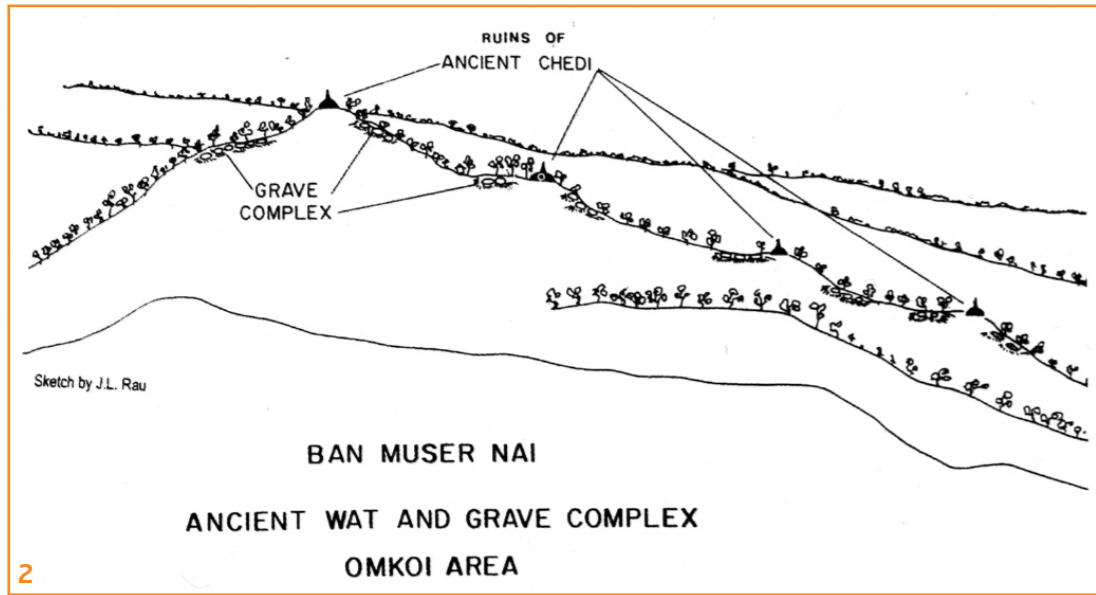 RUINS OF
ANCIENT CHEDI
GRAVE
COMPLEX
Sketch by J.L. Rau
BAN MUSER NAI
ANCIENT WAT AND GRAVE COMPLEX
OMKOI AREA
2